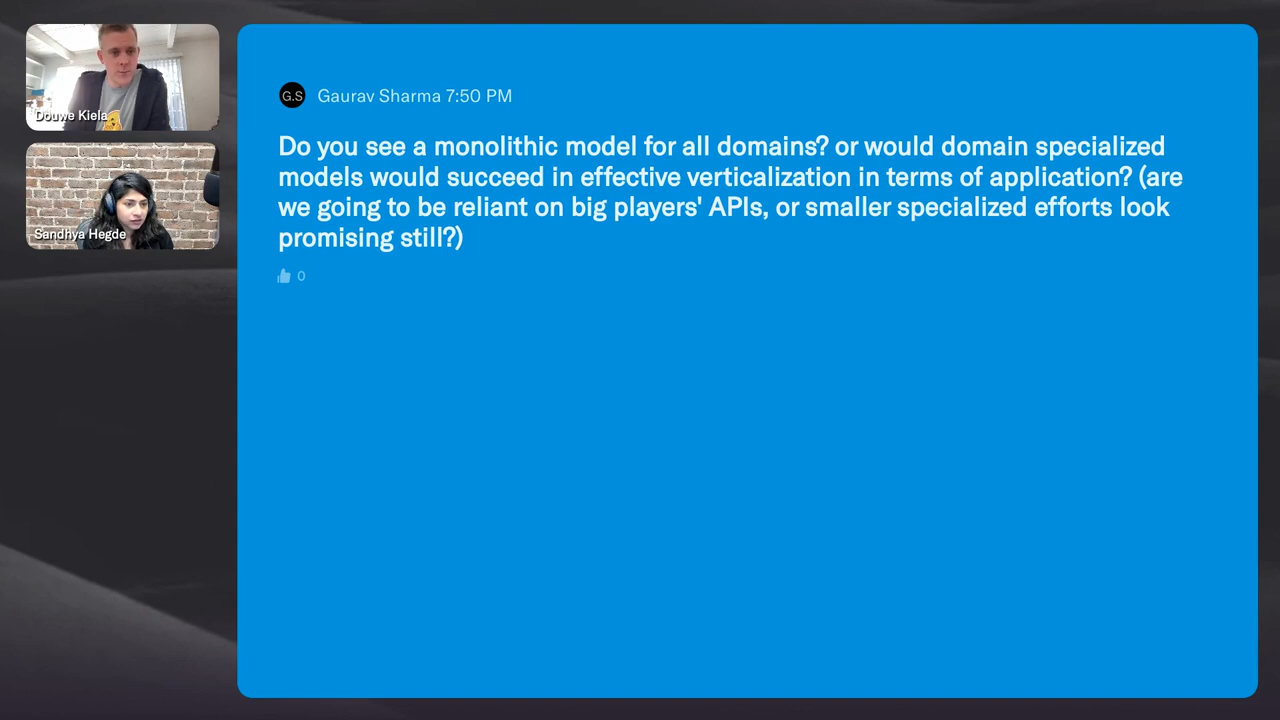 Douwe Kiela
Sandhya Hegde
G.S Gaurav Sharma 7:50 PM
Do you see a monolithic model for all domains? or would domain specialized
models would succeed in effective verticalization in terms of application? (are
we going to be reliant on big players' APIs, or smaller specialized efforts look
promising still?)
0